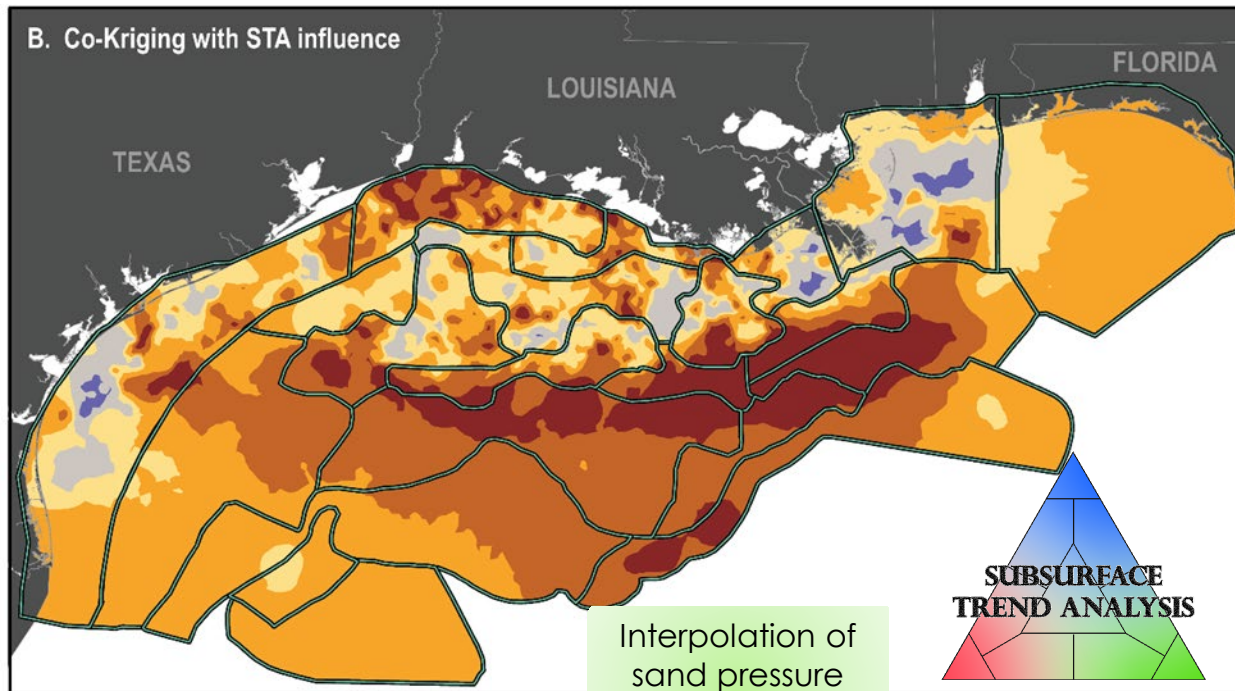 B. Co-Kriging with STA influence
FLORIDA
LOUISIANA
TEXAS
SUBSURFACE
TREND ANALYSIS
Interpolation of
sand pressure